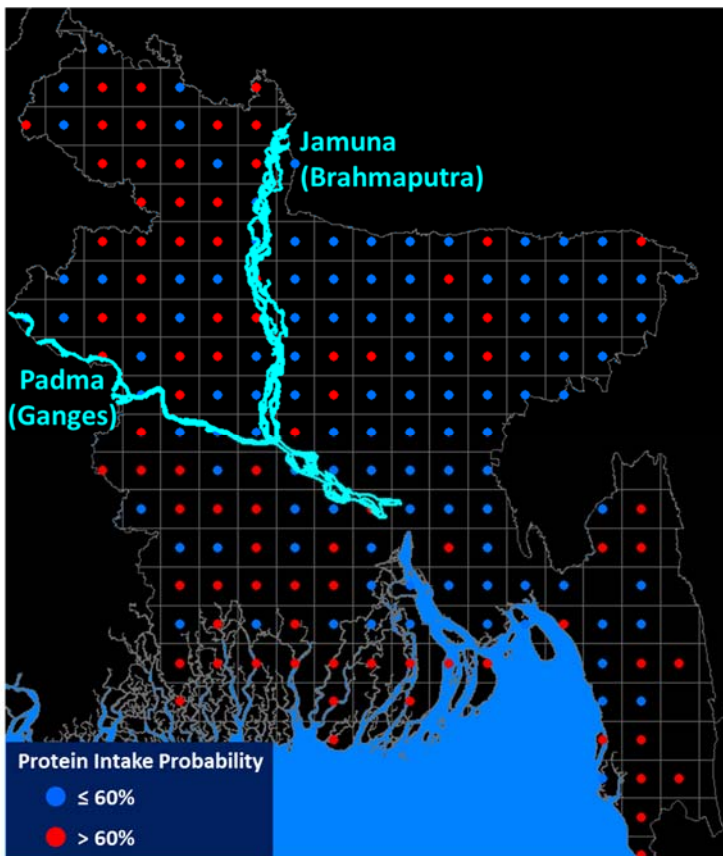 Jamuna
(Brahmaputra)
Padma
(Ganges)
Protein Intake Probability
≤ 60%
> 60%